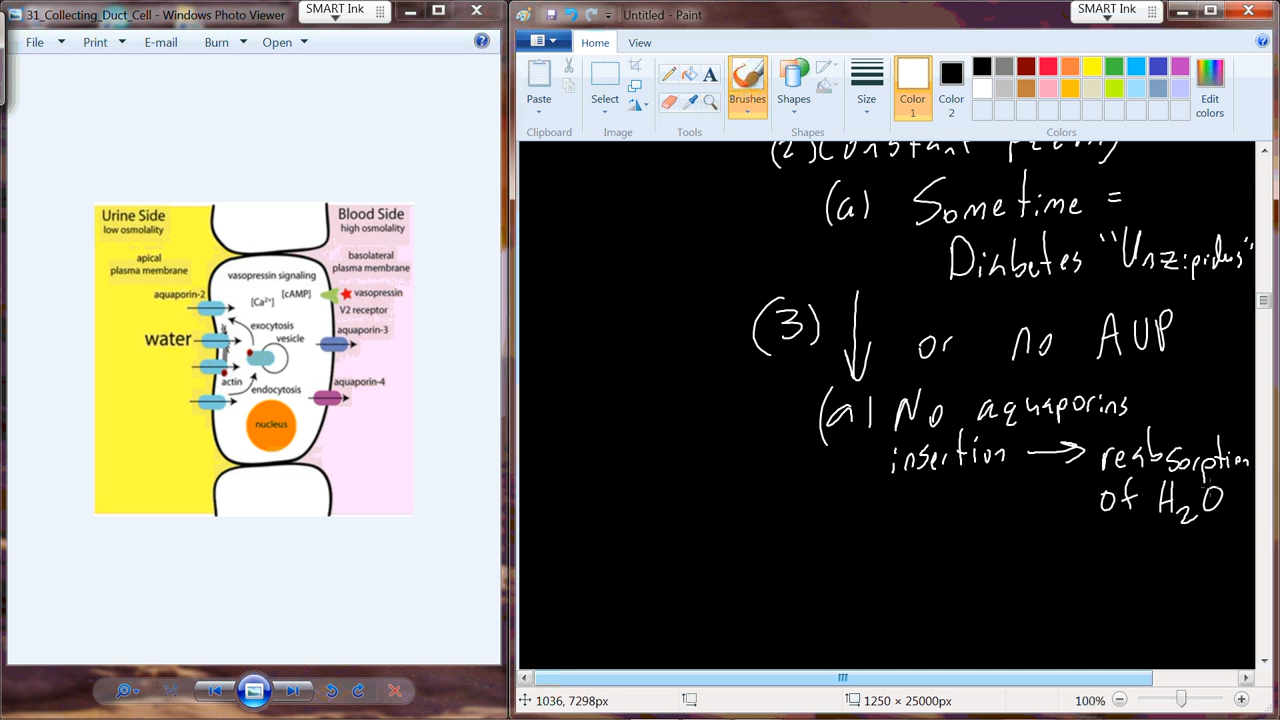 31_Collecting_Duct_Cell - Windows Photo Viewer
SMART Ink
File Print E-mail Burn Open
Urine Side
low osmolality
Blood Side
high osmolality
apical
plasma membrane
basolateral
plasma membrane
vasopressin signaling
aquaporin-2
[Ca2+]
[cAMP]
vasopressin
V2 receptor
exocytosis
vesicle
water
aquaporin-3
actin
endocytosis
aquaporin-4
nucleus
Untitled - Paint
SMART Ink
Home View
Paste
Select
Brushes
Shapes
Size
Color
1
Color
2
Edit
colors
Clipboard
Image
Tools
Shapes
Colors
(2) Constant
(a) Sometime =
Diabetes "Unzipidus"
(3) ↓ or no AVP
(a) No aquaporins
insertion → reabsorption
of H2O
1036, 7298px
1250 × 25000px
100%